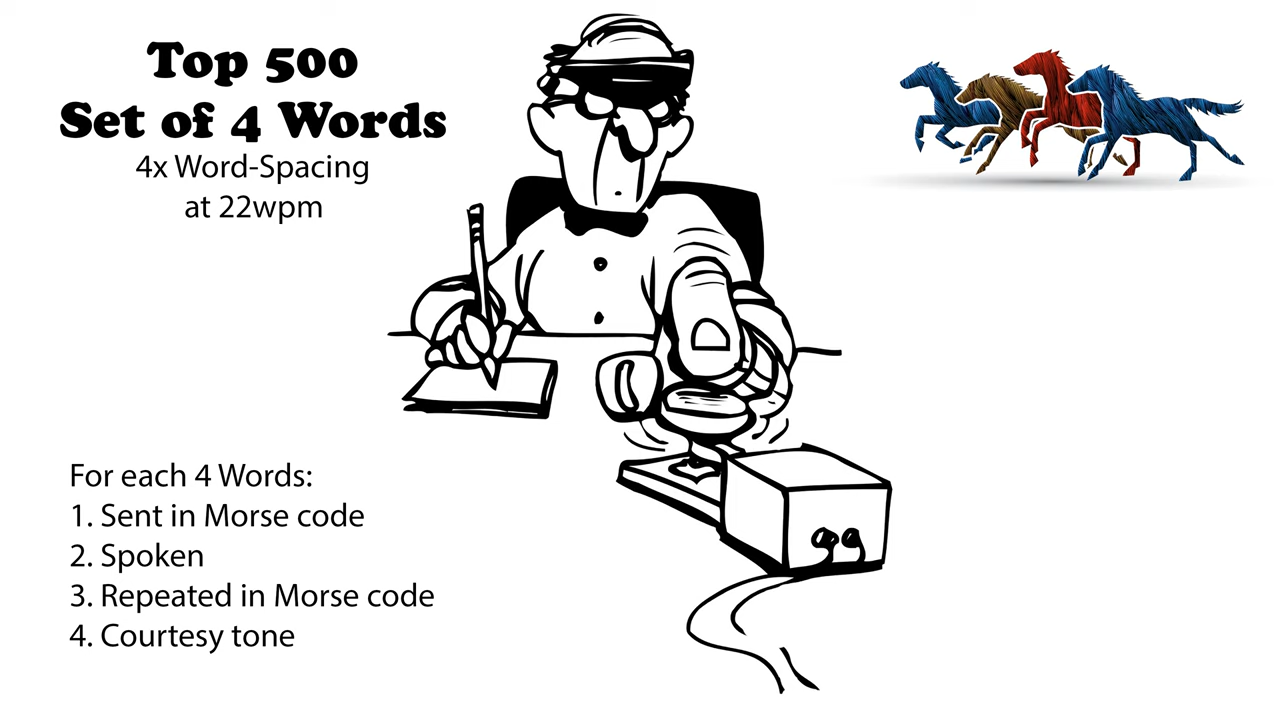 Top 500
Set of 4 Words
4x Word-Spacing
at 22wpm
For each 4 Words:
1. Sent in Morse code
2. Spoken
3. Repeated in Morse code
4. Courtesy tone